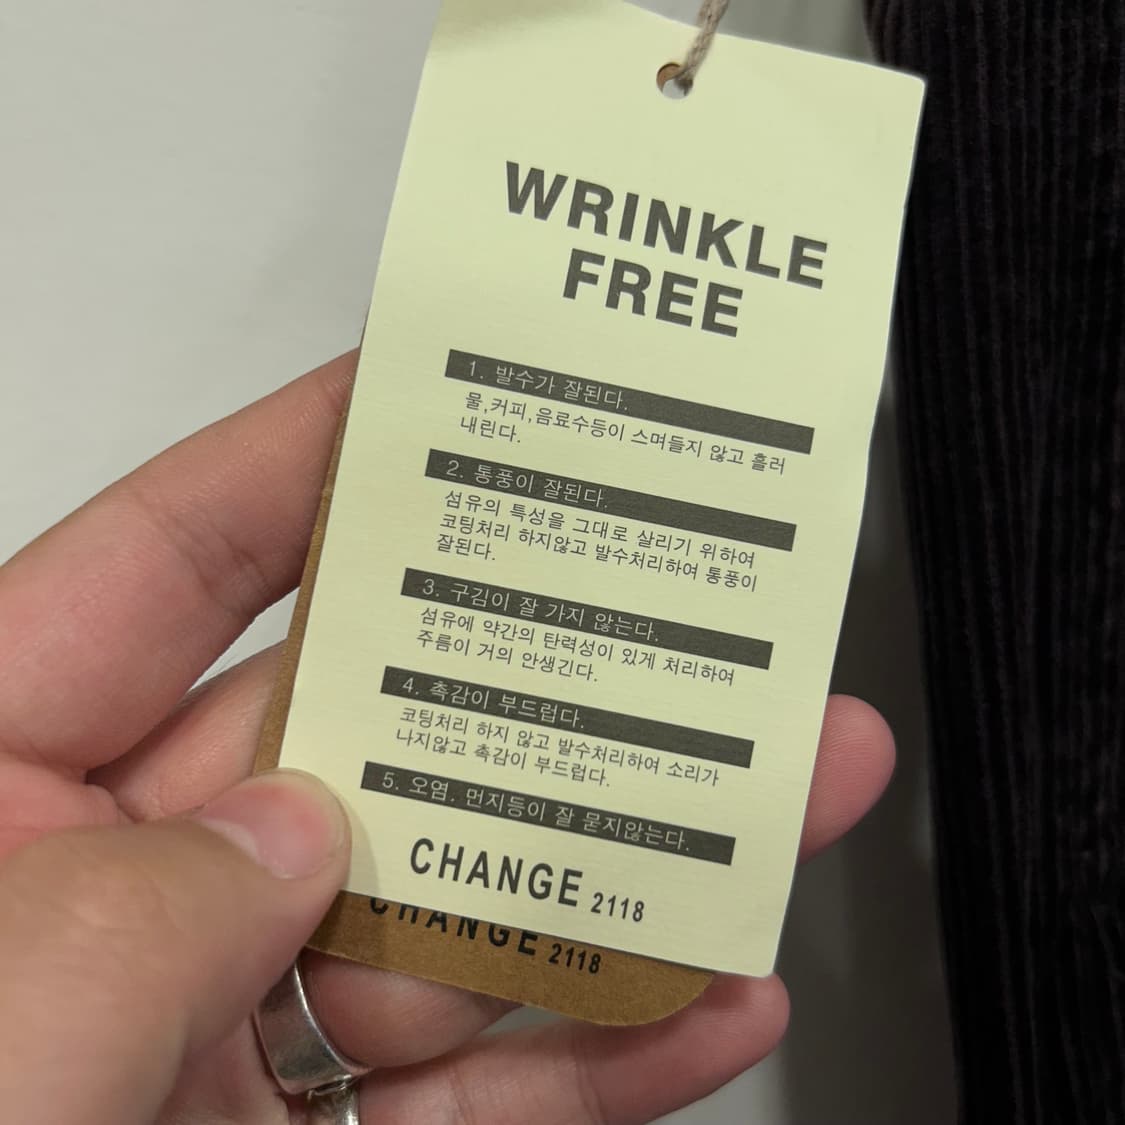 WRINKLE
FREE
1. 발수가 잘된다.
물,커피,음료수등이 스며들지 않고 흘러
내린다.
2. 통풍이 잘된다.
섬유의 특성을 그대로 살리기 위하여
코팅처리 하지않고 발수처리하여 통풍이
잘된다.
3. 구김이 잘 가지 않는다.
섬유에 약간의 탄력성이 있게 처리하여
주름이 거의 안생긴다.
4. 촉감이 부드럽다.
코팅처리 하지 않고 발수처리하여 소리가
나지않고 촉감이 부드럽다.
5. 오염. 먼지등이 잘 묻지않는다.
CHANGE 2118
CHANGE 2118